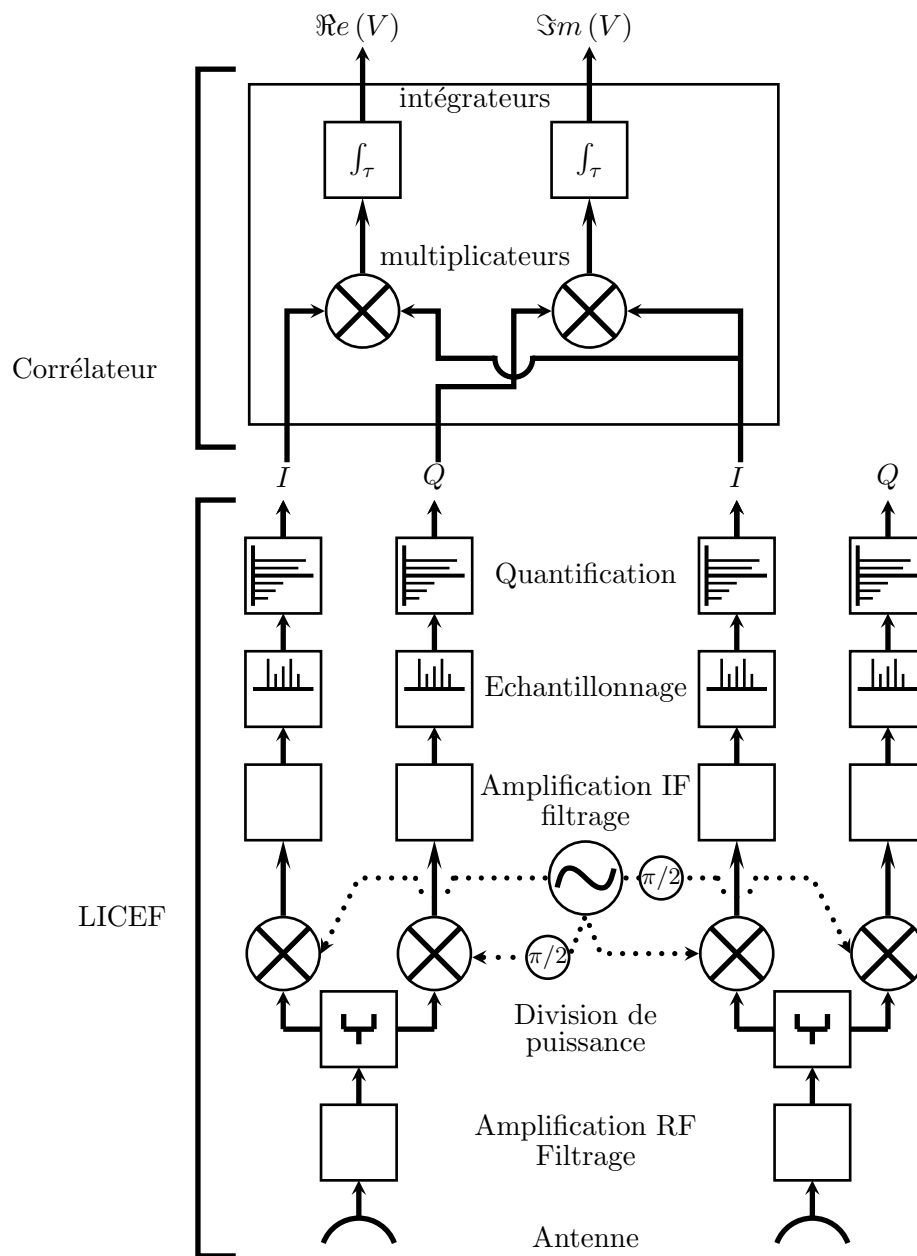 ℜe (V) ℑm (V)
intégrateurs
∫τ ∫τ
multiplicateurs
Corrélateur
I Q I Q
Quantification
Echantillonnage
Amplification IF
filtrage
π/2
LICEF
π/2
Division de
puissance
Amplification RF
Filtrage
Antenne